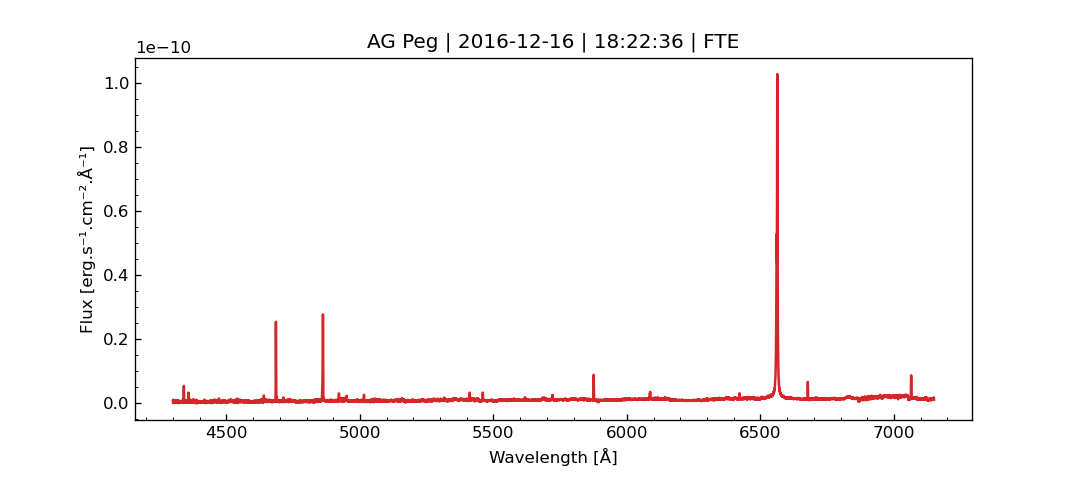 AG Peg | 2016-12-16 | 18:22:36 | FTE
1e−10
1.0
0.8
0.6
0.4
0.2
0.0
Flux [erg.s⁻¹.cm⁻².Å⁻¹]
4500 5000 5500 6000 6500 7000
Wavelength [Å]